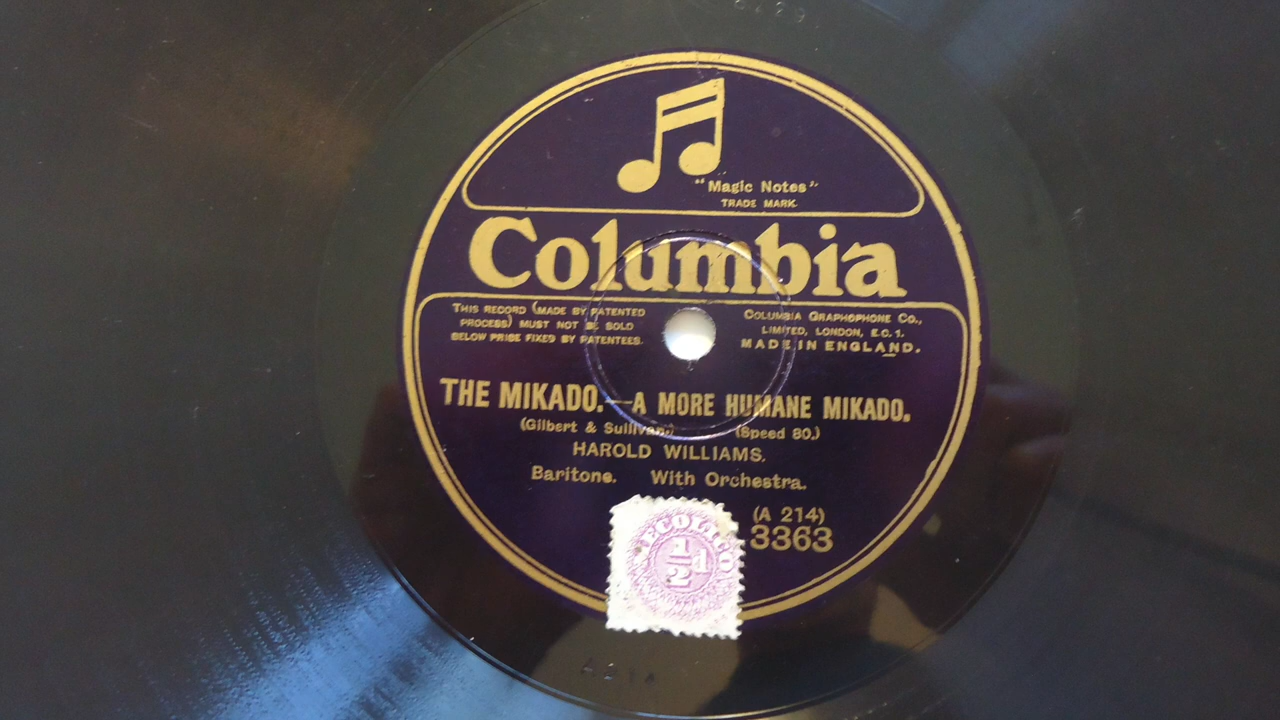 "Magic Notes"
TRADE MARK.
Columbia
THIS RECORD (MADE BY PATENTED
PROCESS) MUST NOT BE SOLD
BELOW PRICE FIXED BY PATENTEES.
COLUMBIA GRAPHOPHONE CO.,
LIMITED, LONDON, E.C.1.
MADE IN ENGLAND.
THE MIKADO.—A MORE HUMANE MIKADO.
(Gilbert & Sullivan.) (Speed 80.)
HAROLD WILLIAMS.
Baritone. With Orchestra.
(A 214)
3363
ECOLICO
1/2d